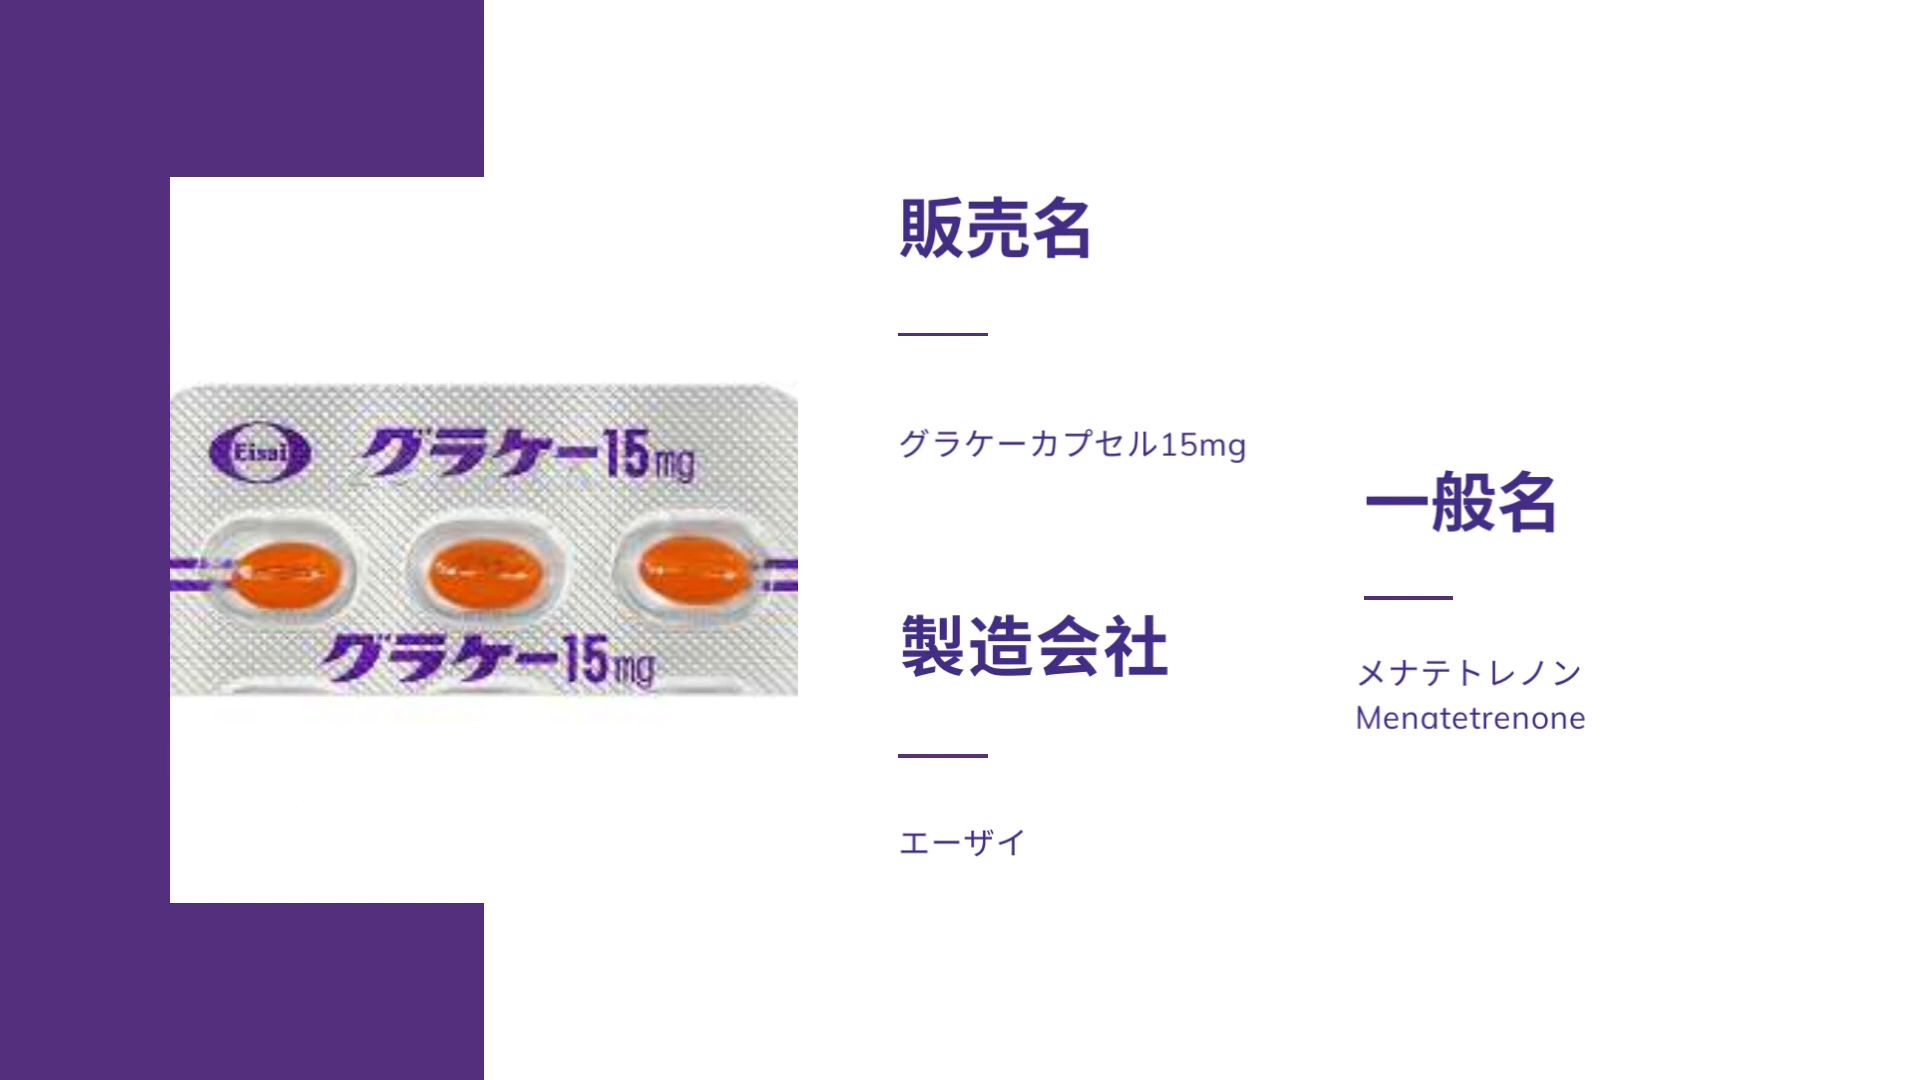 Eisai グラケー15mg
グラケー15mg
販売名
グラケーカプセル15mg
製造会社
エーザイ
一般名
メナテトレノン
Menatetrenone